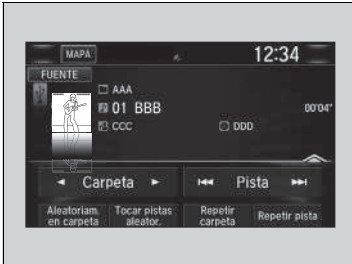 MAPA 12:34
FUENTE
AAA
01 BBB 00'04"
CCC DDD
Carpeta Pista
Aleatoriam. en carpeta
Tocar pistas aleator.
Repetir carpeta
Repetir pista